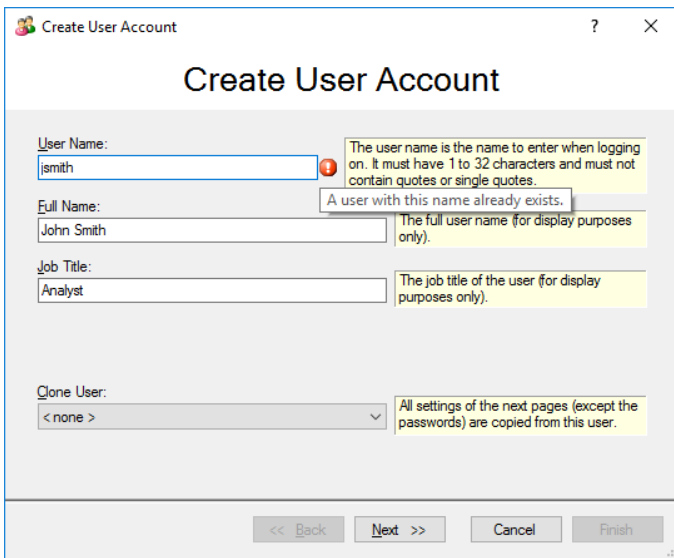 Create User Account
?
Create User Account
User Name:
jsmith
The user name is the name to enter when logging
on. It must have 1 to 32 characters and must not
contain quotes or single quotes.
A user with this name already exists.
Full Name:
John Smith
The full user name (for display purposes
only).
Job Title:
Analyst
The job title of the user (for display
purposes only).
Clone User:
< none >
All settings of the next pages (except the
passwords) are copied from this user.
<< Back
Next >>
Cancel
Finish